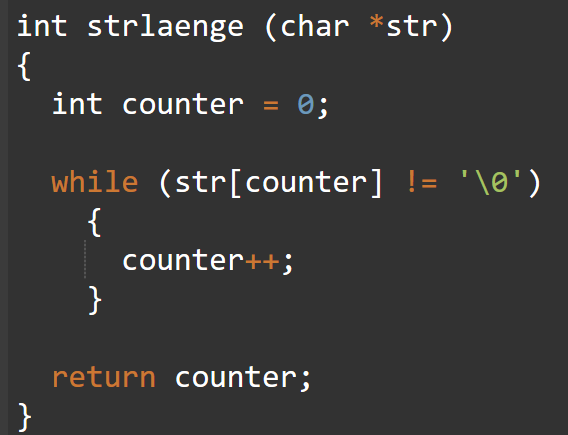 int strlaenge (char *str)
{
  int counter = 0;

  while (str[counter] != '\0')
    {
      counter++;
    }

  return counter;
}